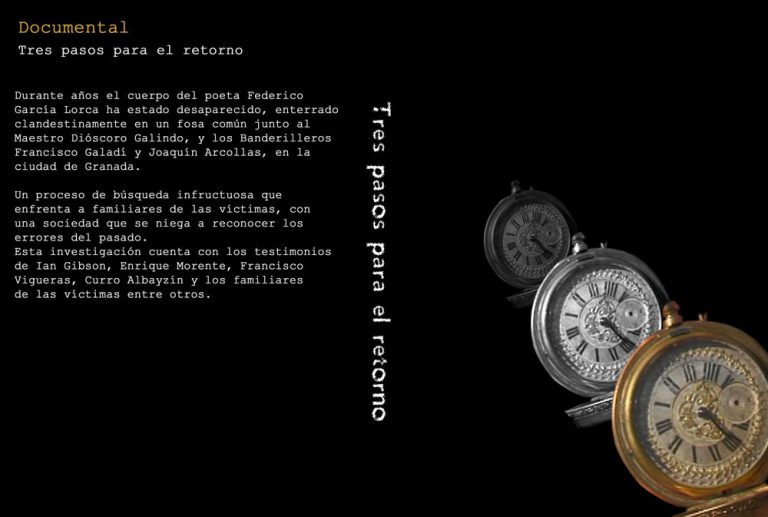 Documental
Tres pasos para el retorno
Durante años el cuerpo del poeta Federico
García Lorca ha estado desaparecido, enterrado
clandestinamente en un fosa común junto al
Maestro Dióscoro Galindo, y los Banderilleros
Francisco Galadí y Joaquín Arcollas, en la
ciudad de Granada.
Un proceso de búsqueda infructuosa que
enfrenta a familiares de las víctimas, con
una sociedad que se niega a reconocer los
errores del pasado.
Esta investigación cuenta con los testimonios
de Ian Gibson, Enrique Morente, Francisco
Vigueras, Curro Albayzín y los familiares
de las víctimas entre otros.
Tres pasos para el retorno